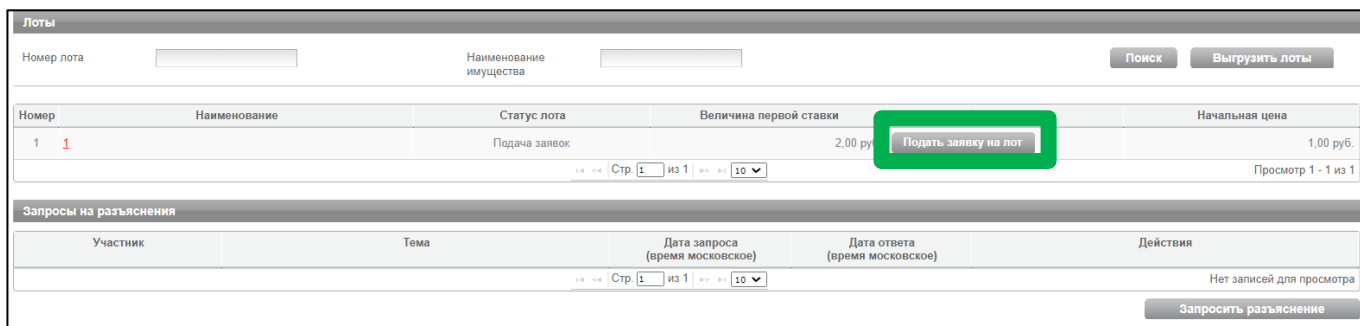 Лоты
Номер лота
Наименование имущества
Поиск
Выгрузить лоты
Номер Наименование Статус лота Величина первой ставки Начальная цена
1 1 Подача заявок 2,00 ру Подать заявку на лот 1,00 руб.
Стр. 1 из 1 10 Просмотр 1 - 1 из 1
Запросы на разъяснения
Участник Тема Дата запроса (время московское) Дата ответа (время московское) Действия
Стр. 1 из 1 10 Нет записей для просмотра
Запросить разъяснение